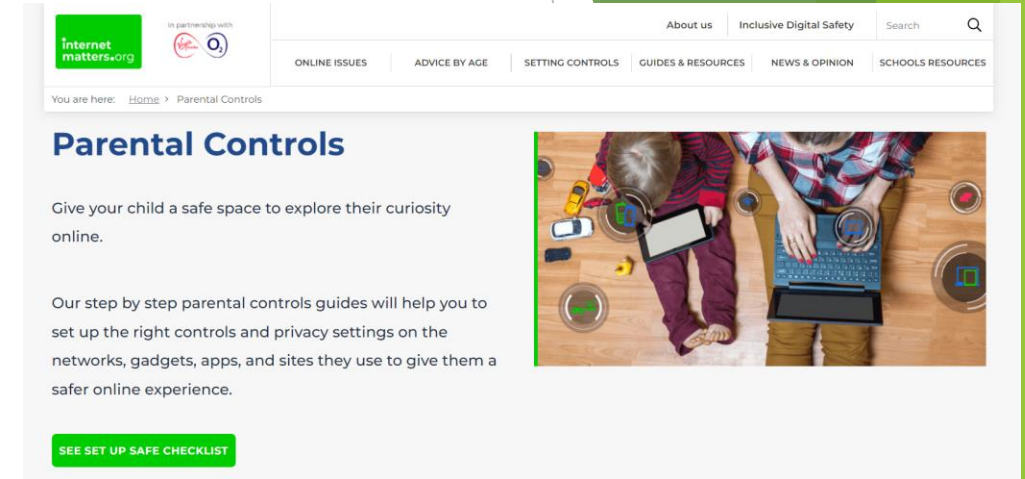 In partnership with
internet
matters.org
O2
About us
Inclusive Digital Safety
Search
ONLINE ISSUES
ADVICE BY AGE
SETTING CONTROLS
GUIDES & RESOURCES
NEWS & OPINION
SCHOOLS RESOURCES
You are here: Home > Parental Controls
Parental Controls
Give your child a safe space to explore their curiosity
online.
Our step by step parental controls guides will help you to
set up the right controls and privacy settings on the
networks, gadgets, apps, and sites they use to give them a
safer online experience.
SEE SET UP SAFE CHECKLIST